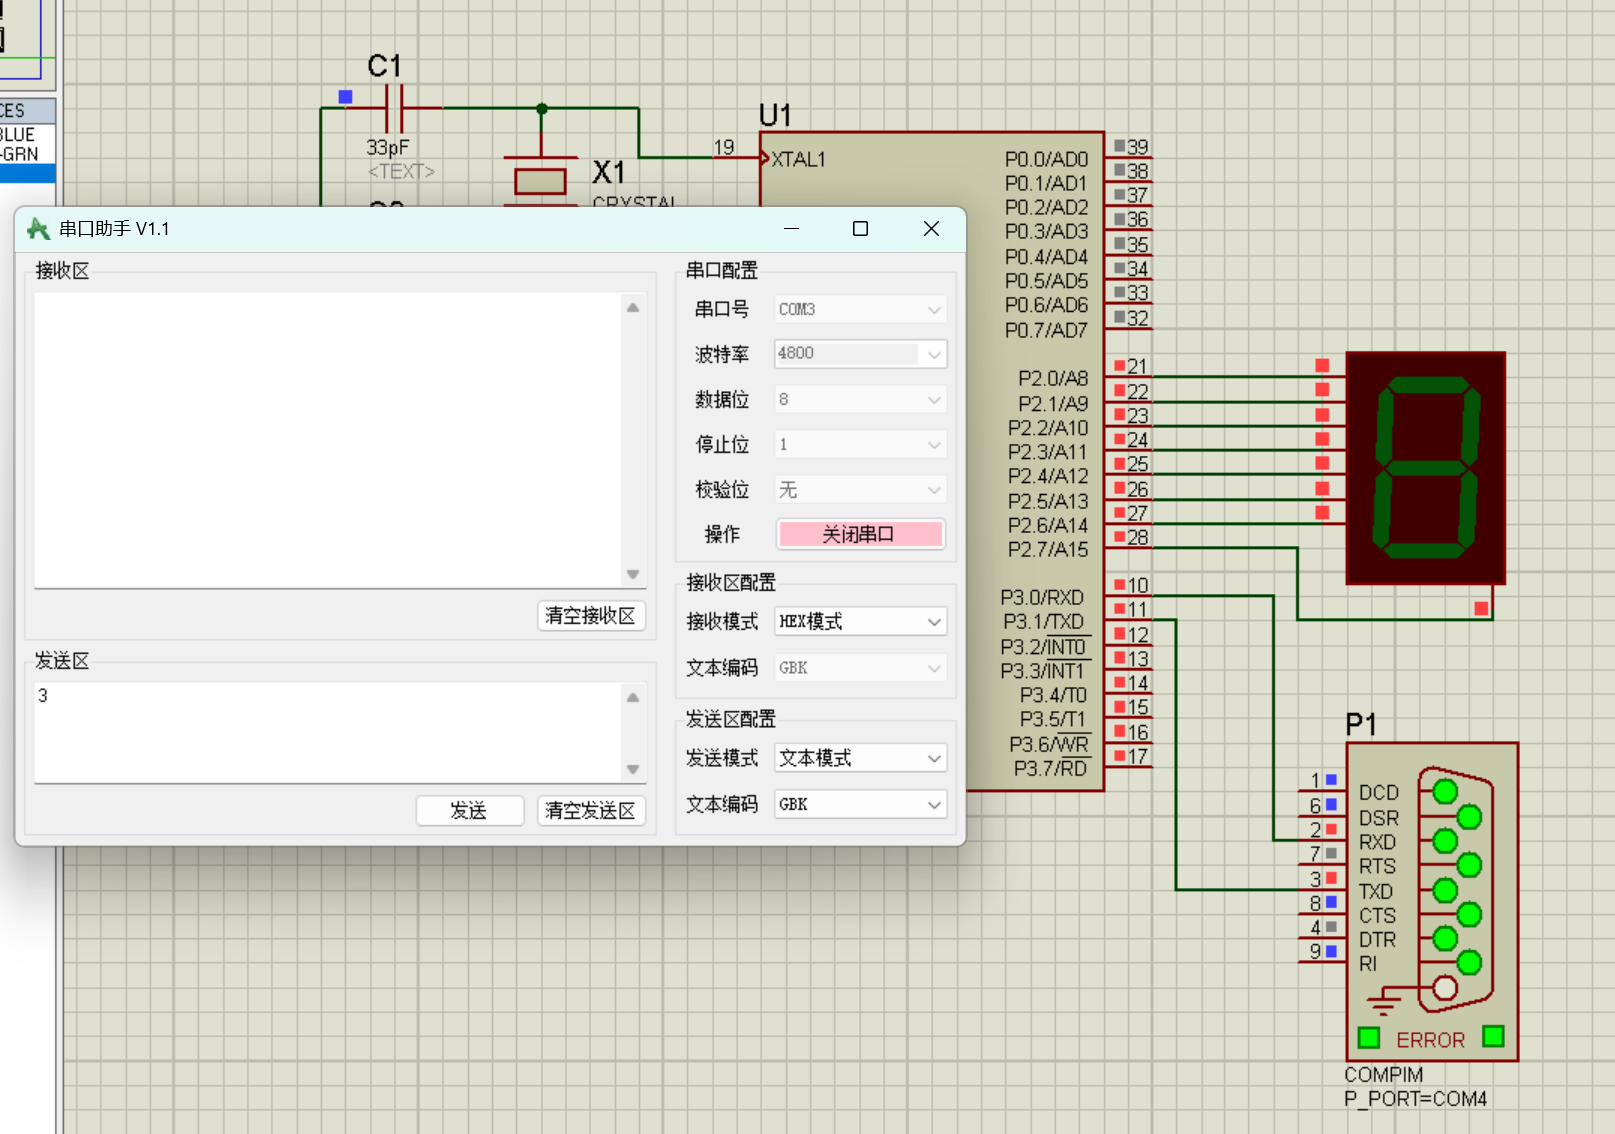 CES
BLUE
-GRN
C1
33pF
<TEXT>
X1
CRYSTAL
U1
19
XTAL1
P0.0/AD0
39
P0.1/AD1
38
P0.2/AD2
37
P0.3/AD3
36
P0.4/AD4
35
P0.5/AD5
34
P0.6/AD6
33
P0.7/AD7
32
P2.0/A8
21
P2.1/A9
22
P2.2/A10
23
P2.3/A11
24
P2.4/A12
25
P2.5/A13
26
P2.6/A14
27
P2.7/A15
28
P3.0/RXD
10
P3.1/TXD
11
P3.2/INT0
12
P3.3/INT1
13
P3.4/T0
14
P3.5/T1
15
P3.6/WR
16
P3.7/RD
17
串口助手 V1.1
接收区
清空接收区
发送区
3
发送
清空发送区
串口配置
串口号 COM3
波特率 4800
数据位 8
停止位 1
校验位 无
操作 关闭串口
接收区配置
接收模式 HEX模式
文本编码 GBK
发送区配置
发送模式 文本模式
文本编码 GBK
P1
1 DCD
6 DSR
2 RXD
7 RTS
3 TXD
8 CTS
4 DTR
9 RI
ERROR
COMPIM
P_PORT=COM4